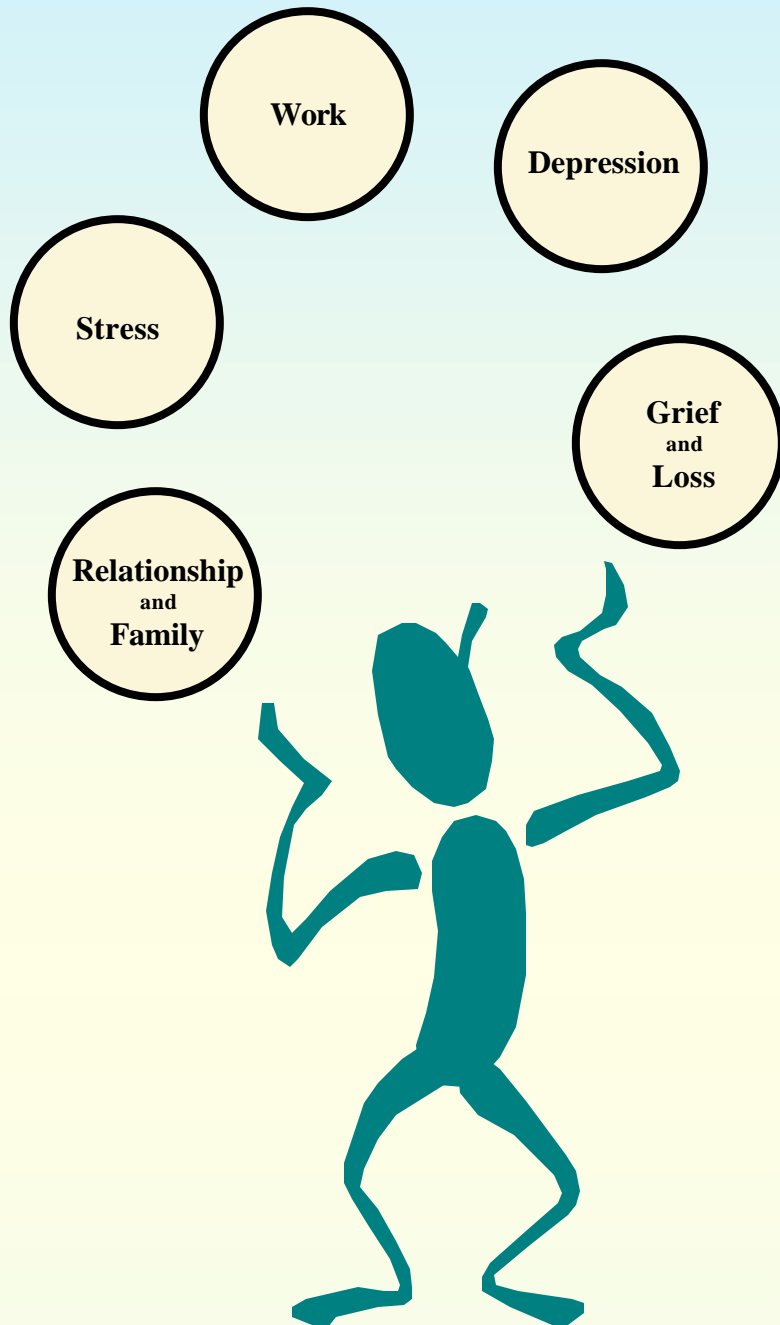 Work
Depression
Stress
Grief
and
Loss
Relationship
and
Family